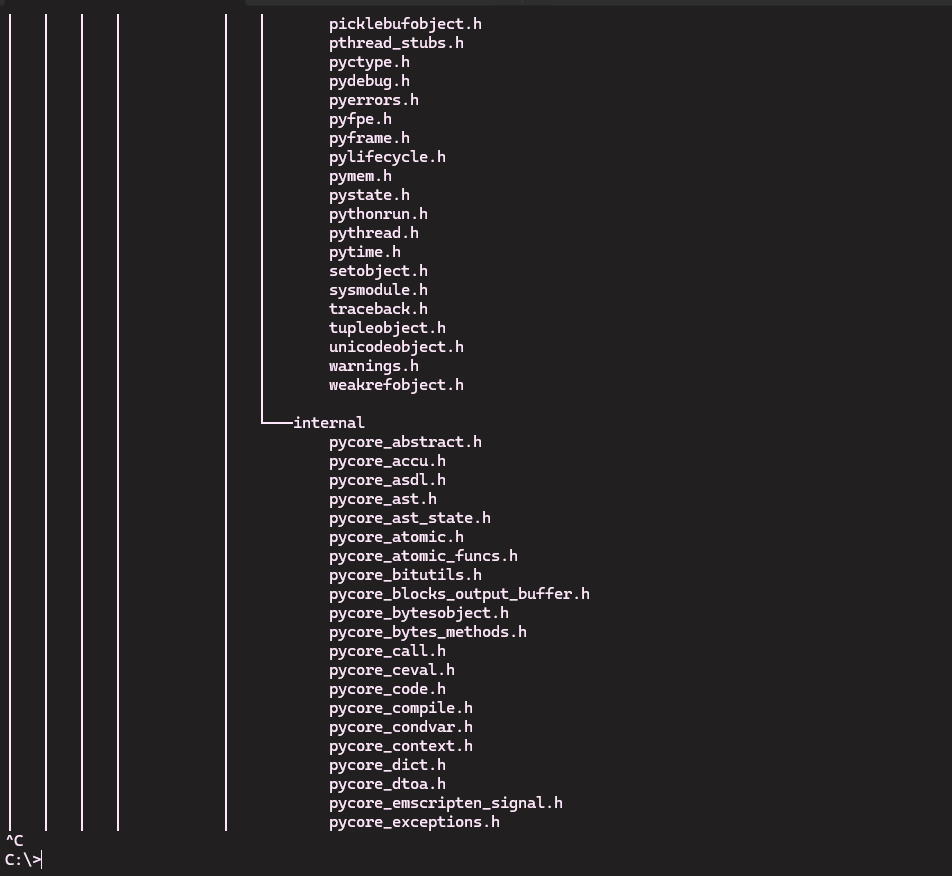 picklebufobject.h
pthread_stubs.h
pyctype.h
pydebug.h
pyerrors.h
pyfpe.h
pyframe.h
pylifecycle.h
pymem.h
pystate.h
pythonrun.h
pythread.h
pytime.h
setobject.h
sysmodule.h
traceback.h
tupleobject.h
unicodeobject.h
warnings.h
weakrefobject.h
internal
pycore_abstract.h
pycore_accu.h
pycore_asdl.h
pycore_ast.h
pycore_ast_state.h
pycore_atomic.h
pycore_atomic_funcs.h
pycore_bitutils.h
pycore_blocks_output_buffer.h
pycore_bytesobject.h
pycore_bytes_methods.h
pycore_call.h
pycore_ceval.h
pycore_code.h
pycore_compile.h
pycore_condvar.h
pycore_context.h
pycore_dict.h
pycore_dtoa.h
pycore_emscripten_signal.h
pycore_exceptions.h
^C
C:\>